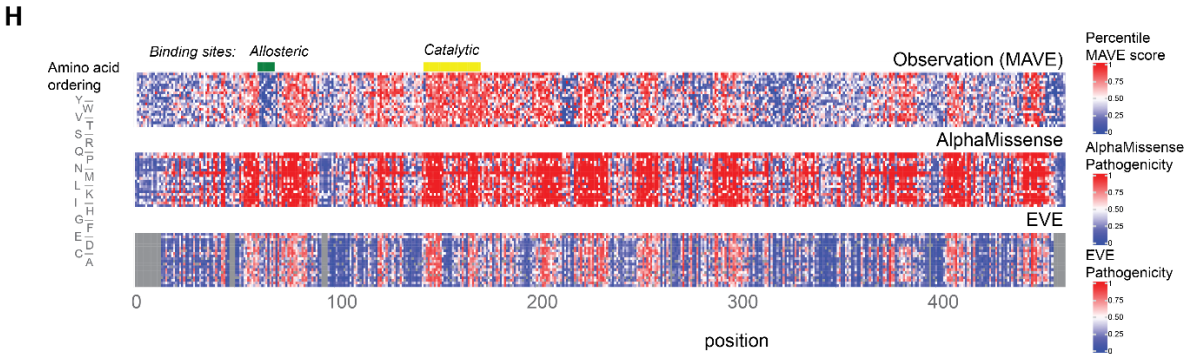 H
Binding sites: Allosteric Catalytic
Amino acid
ordering
Y
W
V
T
S
R
Q
P
N
M
L
K
I
H
G
F
E
D
C
A
Observation (MAVE)
AlphaMissense
EVE
0 100 200 300 400
position
Percentile
MAVE score
1
0.75
0.50
0.25
0
AlphaMissense
Pathogenicity
1
0.75
0.50
0.25
0
EVE
Pathogenicity
1.00
0.75
0.50
0.25
0